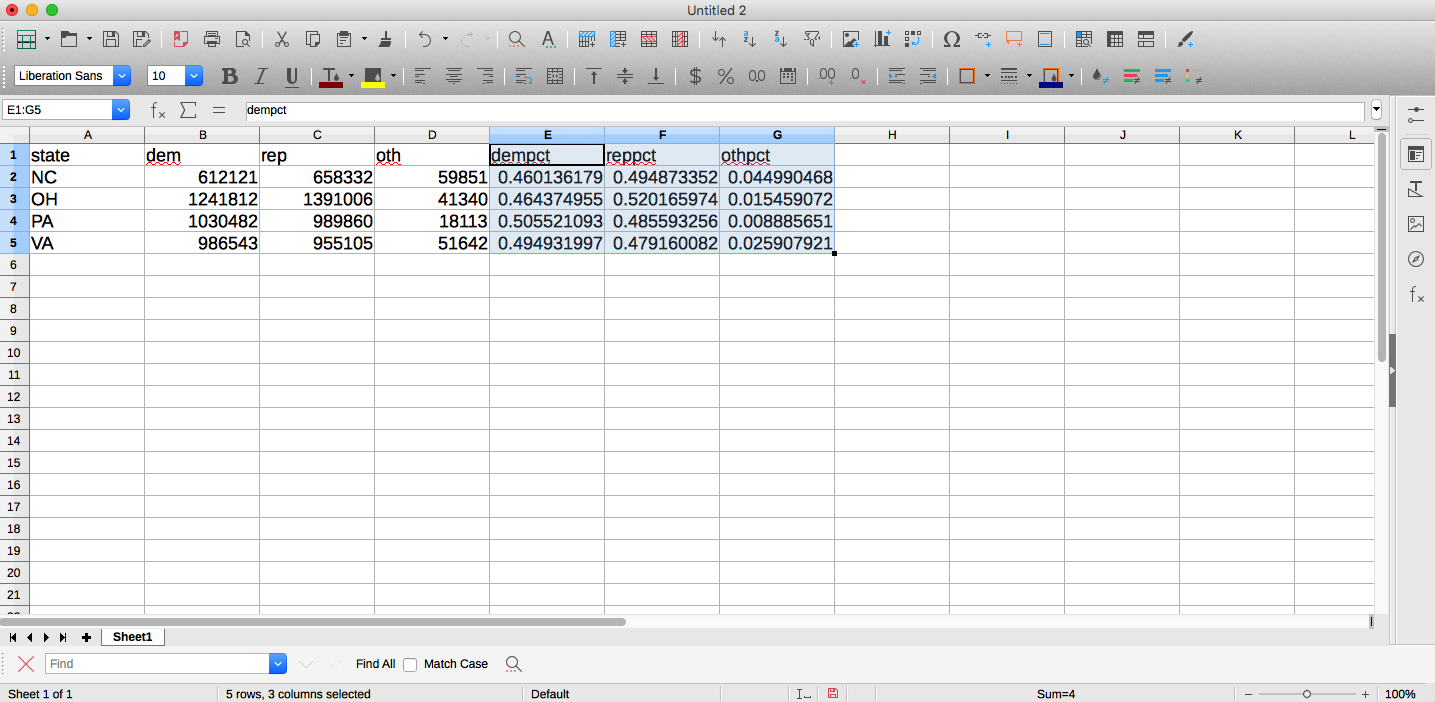 Untitled 2
Liberation Sans 10 B I U T $ % 0.0 .00 .0
E1:G5 fx Σ = dempct
A B C D E F G H I J K L
1 state dem rep oth dempct reppct othpct
2 NC 612121 658332 59851 0.460136179 0.494873352 0.044990468
3 OH 1241812 1391006 41340 0.464374955 0.520165974 0.015459072
4 PA 1030482 989860 18113 0.505521093 0.485593256 0.008885651
5 VA 986543 955105 51642 0.494931997 0.479160082 0.025907921
6
7
8
9
10
11
12
13
14
15
16
17
18
19
20
21
Sheet1
Find Find All Match Case
Sheet 1 of 1 5 rows, 3 columns selected Default Sum=4 100%